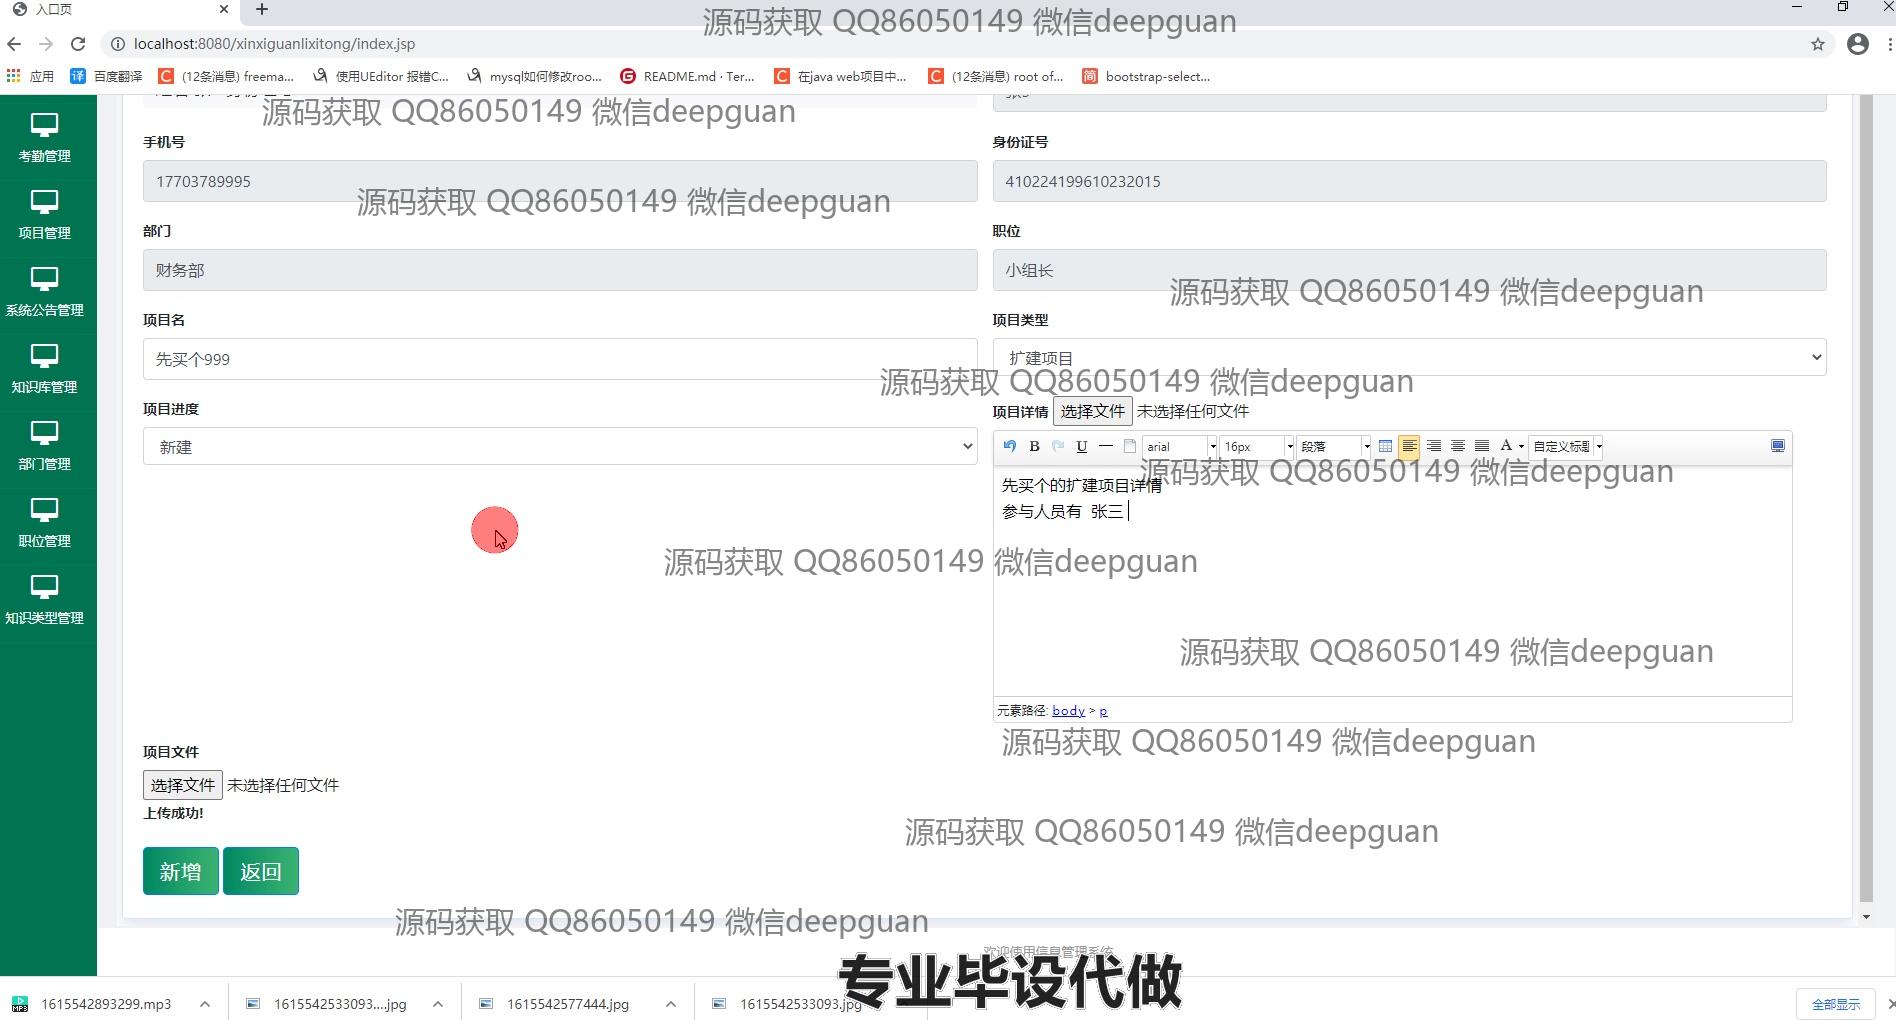 入口页
源码获取 QQ86050149 微信deepguan
localhost:8080/xinxiguanlixitong/index.jsp
应用 百度翻译 (12条消息) freema... 使用UEditor 报错C... mysql如何修改roo... README.md · Ter... 在java web项目中... (12条消息) root of... bootstrap-select...
源码获取 QQ86050149 微信deepguan
考勤管理
项目管理
系统公告管理
知识库管理
部门管理
职位管理
知识类型管理
手机号 身份证号
17703789995 410224199610232015
源码获取 QQ86050149 微信deepguan
部门 职位
财务部 小组长
源码获取 QQ86050149 微信deepguan
项目名 项目类型
先买个999 扩建项目
源码获取 QQ86050149 微信deepguan
项目进度 项目详情 选择文件 未选择任何文件
新建 B U arial 16px 段落 A 自定义标题
源码获取 QQ86050149 微信deepguan
先买个的扩建项目详情
参与人员有 张三
源码获取 QQ86050149 微信deepguan
源码获取 QQ86050149 微信deepguan
元素路径: body > p
源码获取 QQ86050149 微信deepguan
项目文件
选择文件 未选择任何文件
上传成功!
源码获取 QQ86050149 微信deepguan
新增 返回
源码获取 QQ86050149 微信deepguan
欢迎使用信息管理系统
专业毕设代做
1615542893299.mp3 1615542533093....jpg 1615542577444.jpg 1615542533093.jpg 全部显示